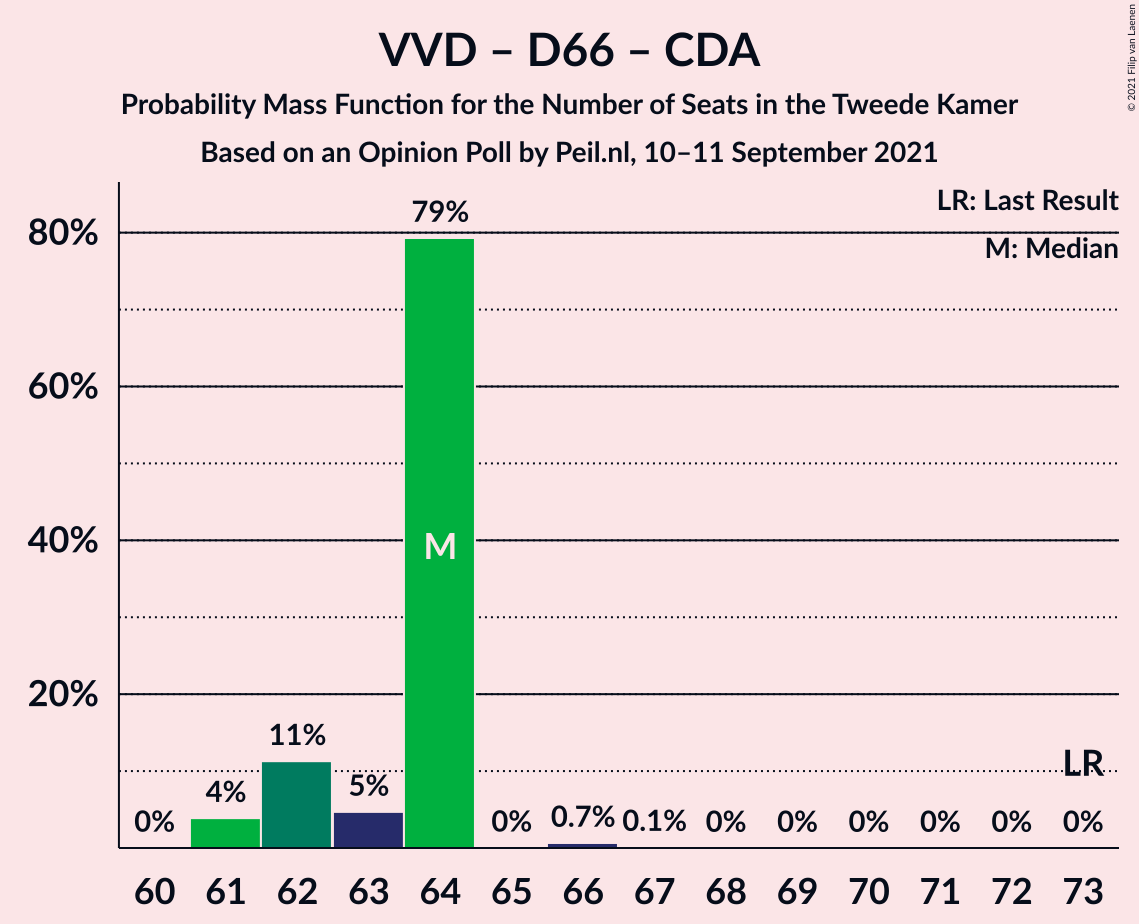 VVD – D66 – CDA
Probability Mass Function for the Number of Seats in the Tweede Kamer
Based on an Opinion Poll by Peil.nl, 10–11 September 2021
© 2021 Filip van Laenen
LR: Last Result
M: Median
80%
60%
40%
20%
0%
4%
11%
5%
79%
M
0%
0.7%
0.1%
0%
0%
0%
0%
0%
0%
LR
60 61 62 63 64 65 66 67 68 69 70 71 72 73